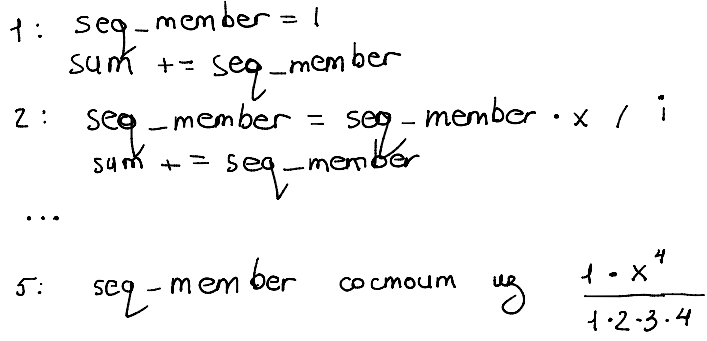 1: seq_member = 1
sum += seq_member
2: seq_member = seq_member · x / i
sum += seq_member
...
5: seq_member состоит из 1 · x⁴
1·2·3·4